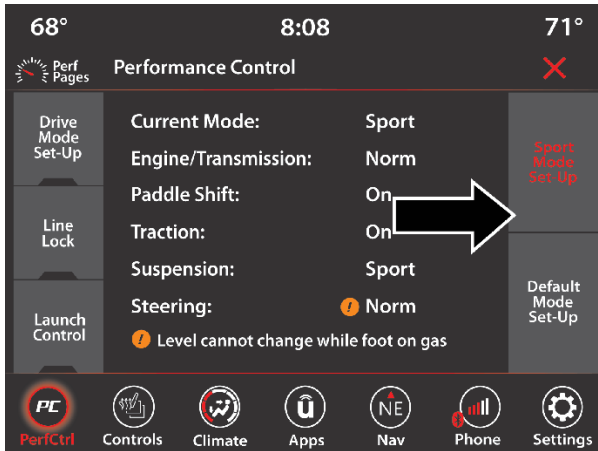 68° 8:08 71°
Perf
Pages
Performance Control
Drive
Mode
Set-Up
Line
Lock
Launch
Control
Current Mode: Sport
Engine/Transmission: Norm
Paddle Shift: On
Traction: On
Suspension: Sport
Steering: ! Norm
! Level cannot change while foot on gas
Sport
Mode
Set-Up
Default
Mode
Set-Up
PC
PerfCtrl
Controls
Climate
û
Apps
NE
Nav
Phone
Settings